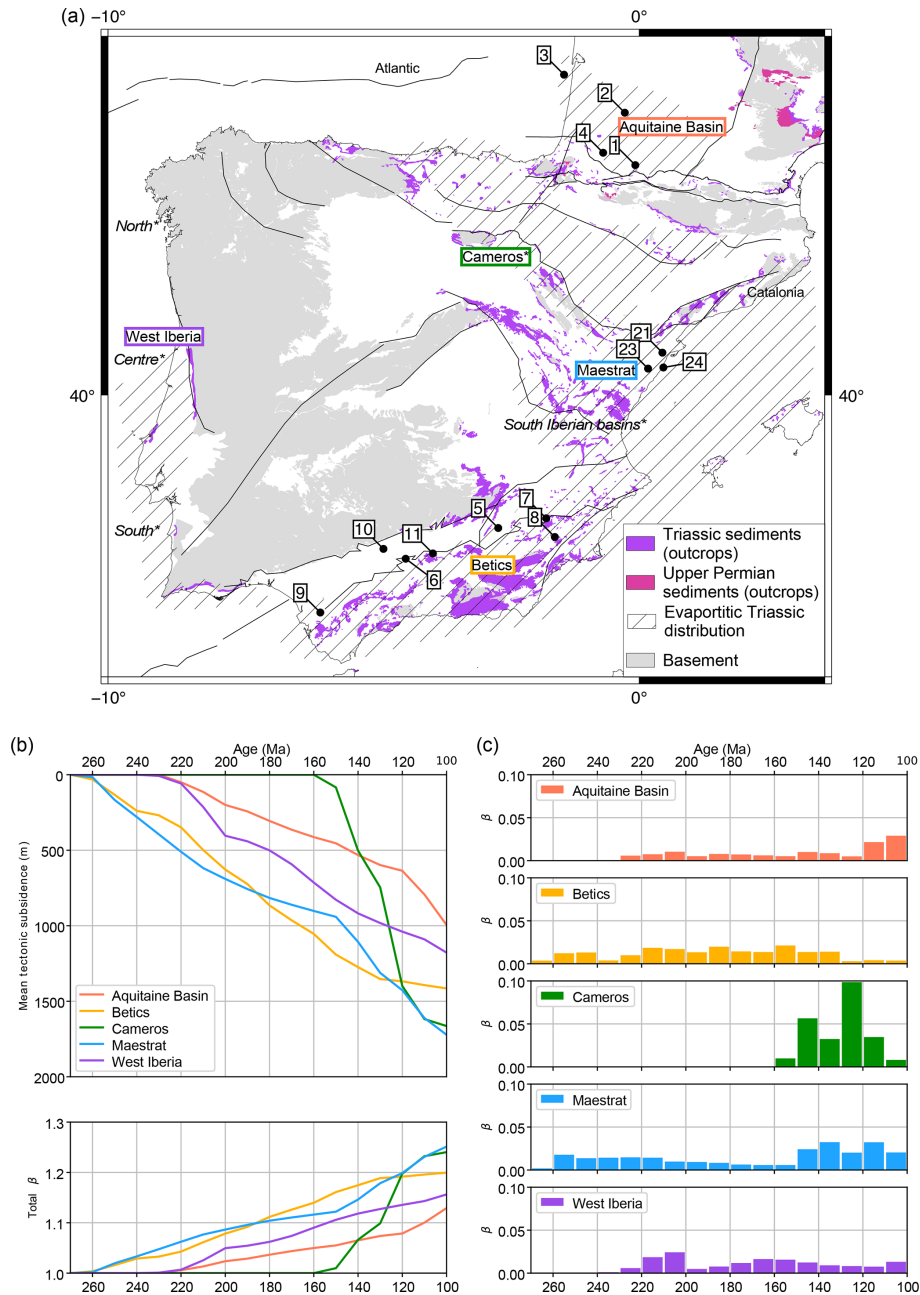 (a)
−10°
0°
Atlantic
3
2
Aquitaine Basin
4
1
North*
Cameros*
Catalonia
West Iberia
21
Centre*
23
24
Maestrat
40°
40°
South Iberian basins*
7
5
8
South*
10
11
Betics
6
9
Triassic sediments
(outcrops)
Upper Permian
sediments (outcrops)
Evaportitic Triassic
distribution
Basement
−10°
0°
(b)
Age (Ma)
260 240 220 200 180 160 140 120 100
0
500
1000
1500
2000
Mean tectonic subsidence (m)
Aquitaine Basin
Betics
Cameros
Maestrat
West Iberia
1.3
1.2
1.1
1.0
Total β
260 240 220 200 180 160 140 120 100
(c)
Age (Ma)
260 240 220 200 180 160 140 120 100
0.10
0.05
0.00
β
Aquitaine Basin
0.10
0.05
0.00
β
Betics
0.10
0.05
0.00
β
Cameros
0.10
0.05
0.00
β
Maestrat
0.10
0.05
0.00
β
West Iberia
260 240 220 200 180 160 140 120 100